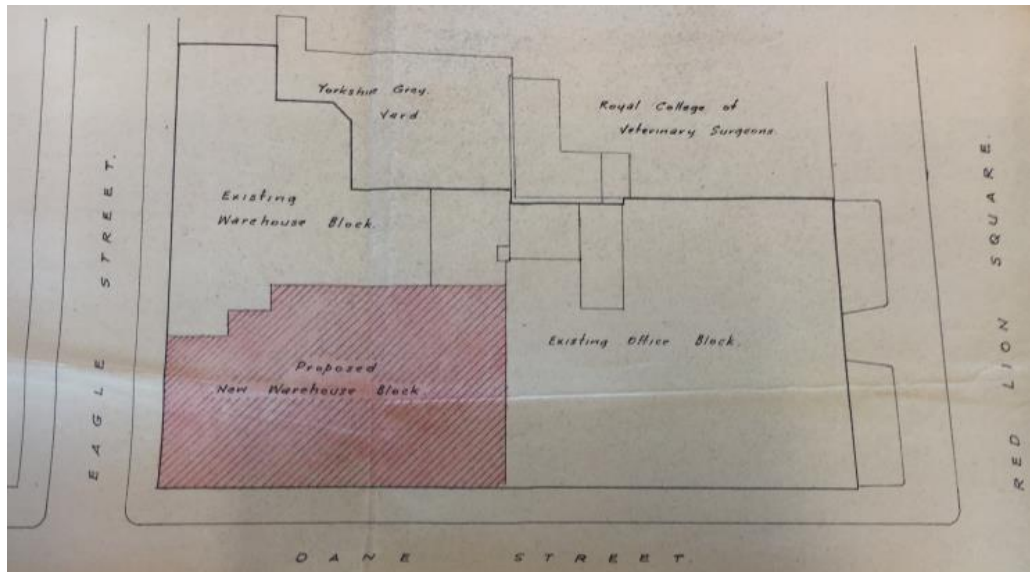 Yorkshire Grey.
Yard
Royal College of
Veterinary Surgeons.
Existing
Warehouse Block.
Existing Office Block.
Proposed
New Warehouse Block.
EAGLE STREET.
RED LION SQUARE.
DANE STREET.